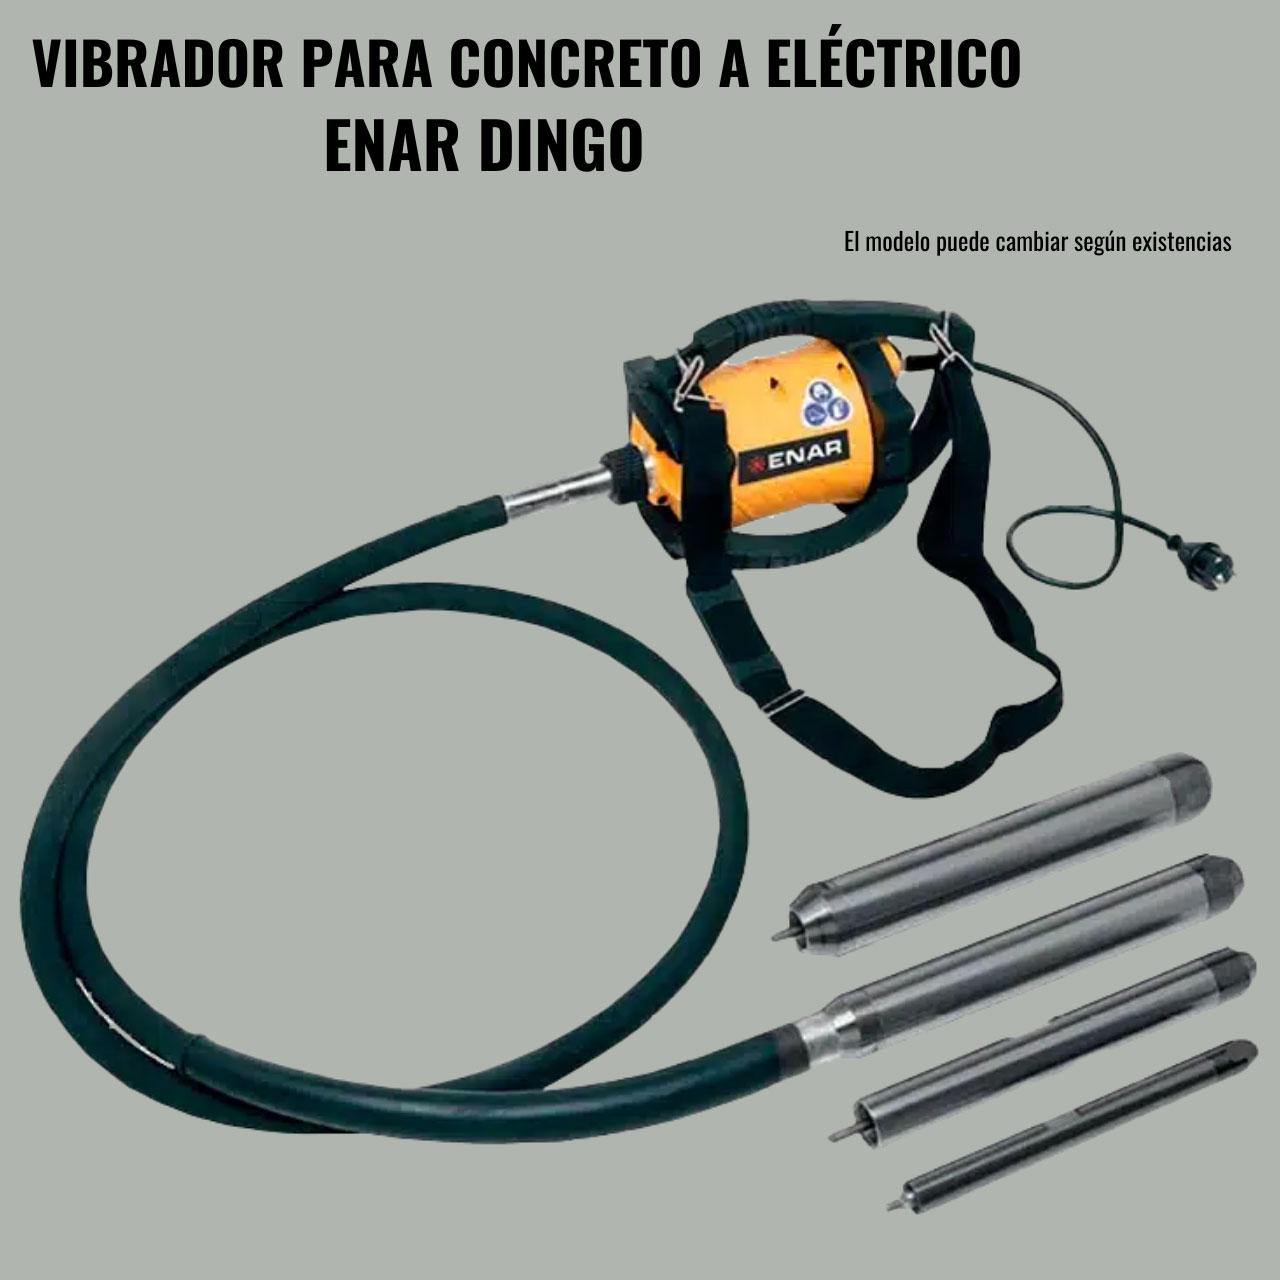 VIBRADOR PARA CONCRETO A ELÉCTRICO
ENAR DINGO
El modelo puede cambiar según existencias
ENAR